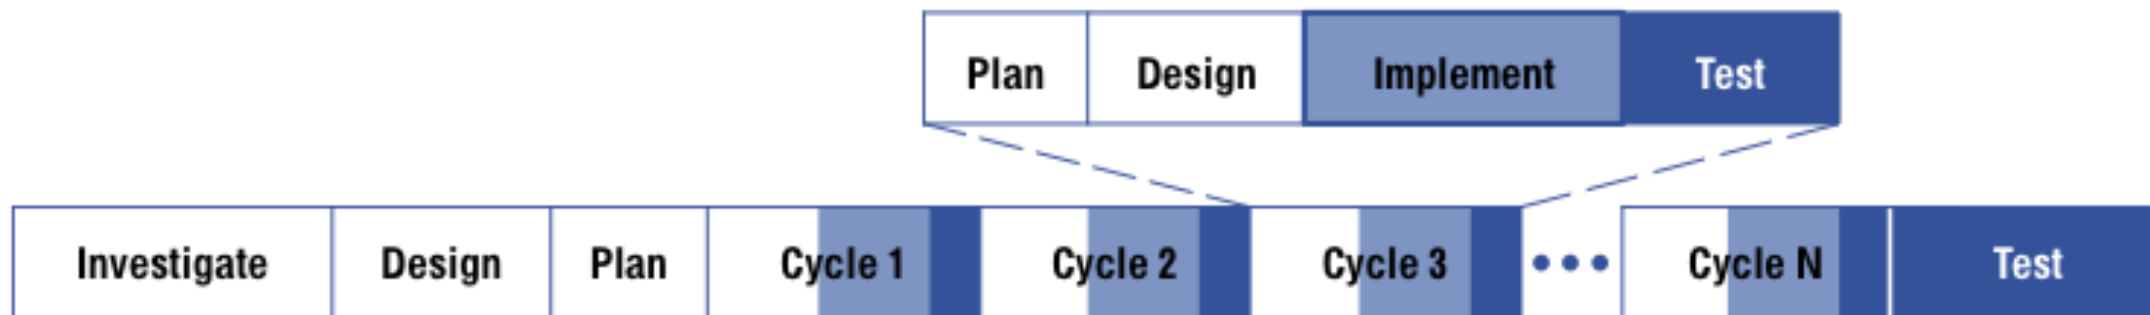 Plan Design Implement Test
Investigate Design Plan Cycle 1 Cycle 2 Cycle 3 ••• Cycle N Test